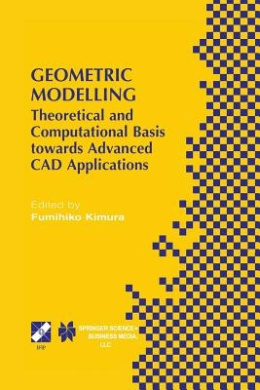 GEOMETRIC
MODELLING
Theoretical and
Computational Basis
towards Advanced
CAD Applications
Edited by
Fumihiko Kimura
SPRINGER SCIENCE+
BUSINESS MEDIA,
LLC
IFIP